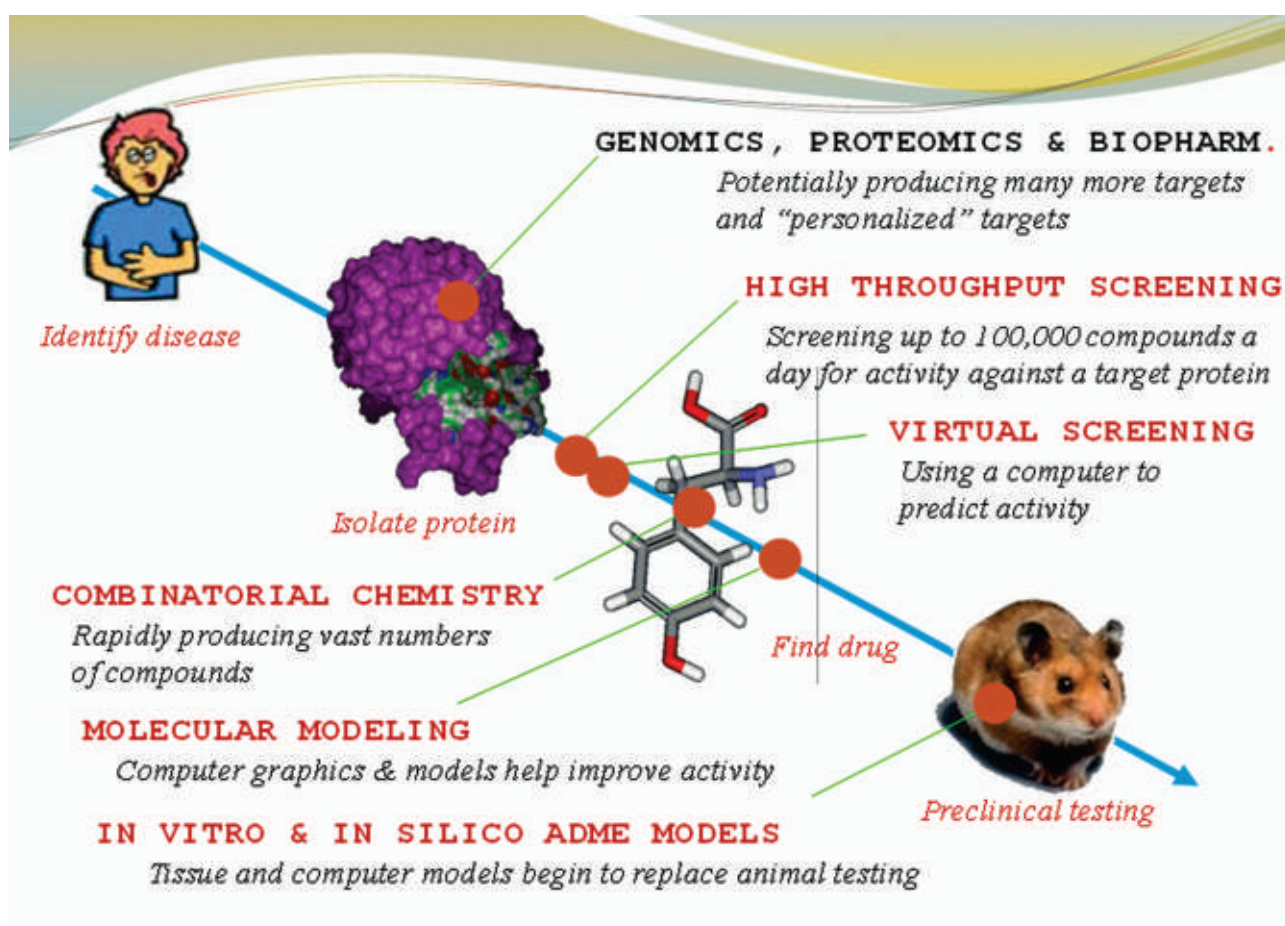 GENOMICS, PROTEOMICS & BIOPHARM.
Potentially producing many more targets
and “personalized” targets
HIGH THROUGHPUT SCREENING
Identify disease
Screening up to 100,000 compounds a
day for activity against a target protein
VIRTUAL SCREENING
Using a computer to
predict activity
Isolate protein
COMBINATORIAL CHEMISTRY
Rapidly producing vast numbers
of compounds
Find drug
MOLECULAR MODELING
Computer graphics & models help improve activity
Preclinical testing
IN VITRO & IN SILICO ADME MODELS
Tissue and computer models begin to replace animal testing